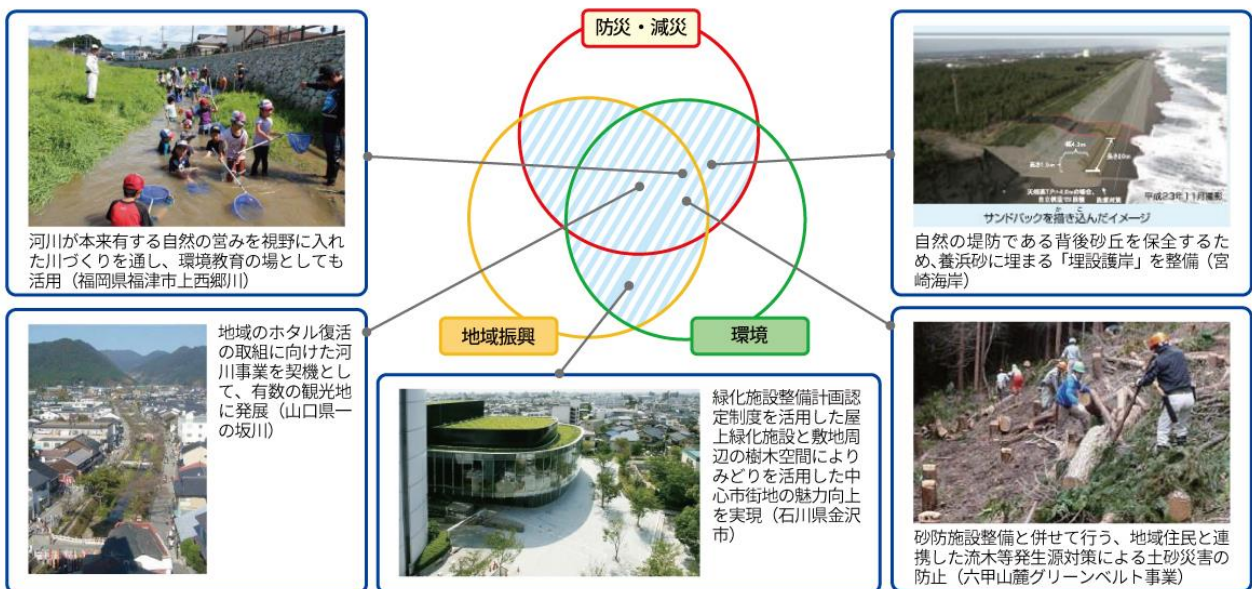 防災・減災
地域振興
環境
河川が本来有する自然の営みを視野に入れ
た川づくりを通し、環境教育の場としても
活用（福岡県福津市上西郷川）
地域のホタル復活
の取組に向けた河
川事業を契機とし
て、有数の観光地
に発展（山口県一
の坂川）
緑化施設整備計画認
定制度を活用した屋
上緑化施設と敷地周
辺の樹木空間により
みどりを活用した中
心市街地の魅力向上
を実現（石川県金沢
市）
平成23年11月撮影
サンドバックを描き込んだイメージ
自然の堤防である背後砂丘を保全するた
め、養浜砂に埋まる「埋設護岸」を整備（宮
崎海岸）
砂防施設整備と併せて行う、地域住民と連
携した流木等発生源対策による土砂災害の
防止（六甲山麓グリーンベルト事業）